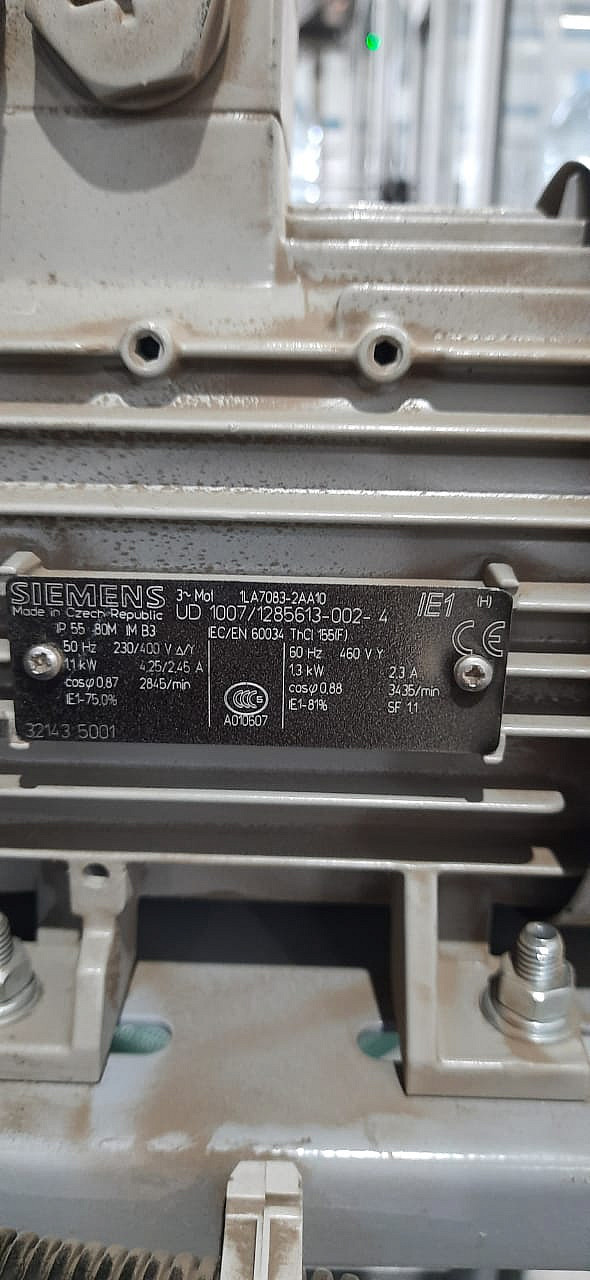 SIEMENS 3~ Mot 1LA7083-2AA10 IE1 (H)
Made in Czech Republic UD 1007/1285613-002- 4
IP 55 80M IM B3 IEC/EN 60034 ThCl 155(F) CE
50 Hz 230/400 V Δ/Y 60 Hz 460 V Y
1.1 kW 4.25/2.45 A 1.3 kW 2.3 A
cosφ 0.87 2845/min CCC S cosφ 0.88 3435/min
IE1-75.0% A010607 IE1-81% SF 1.1
32143 5001